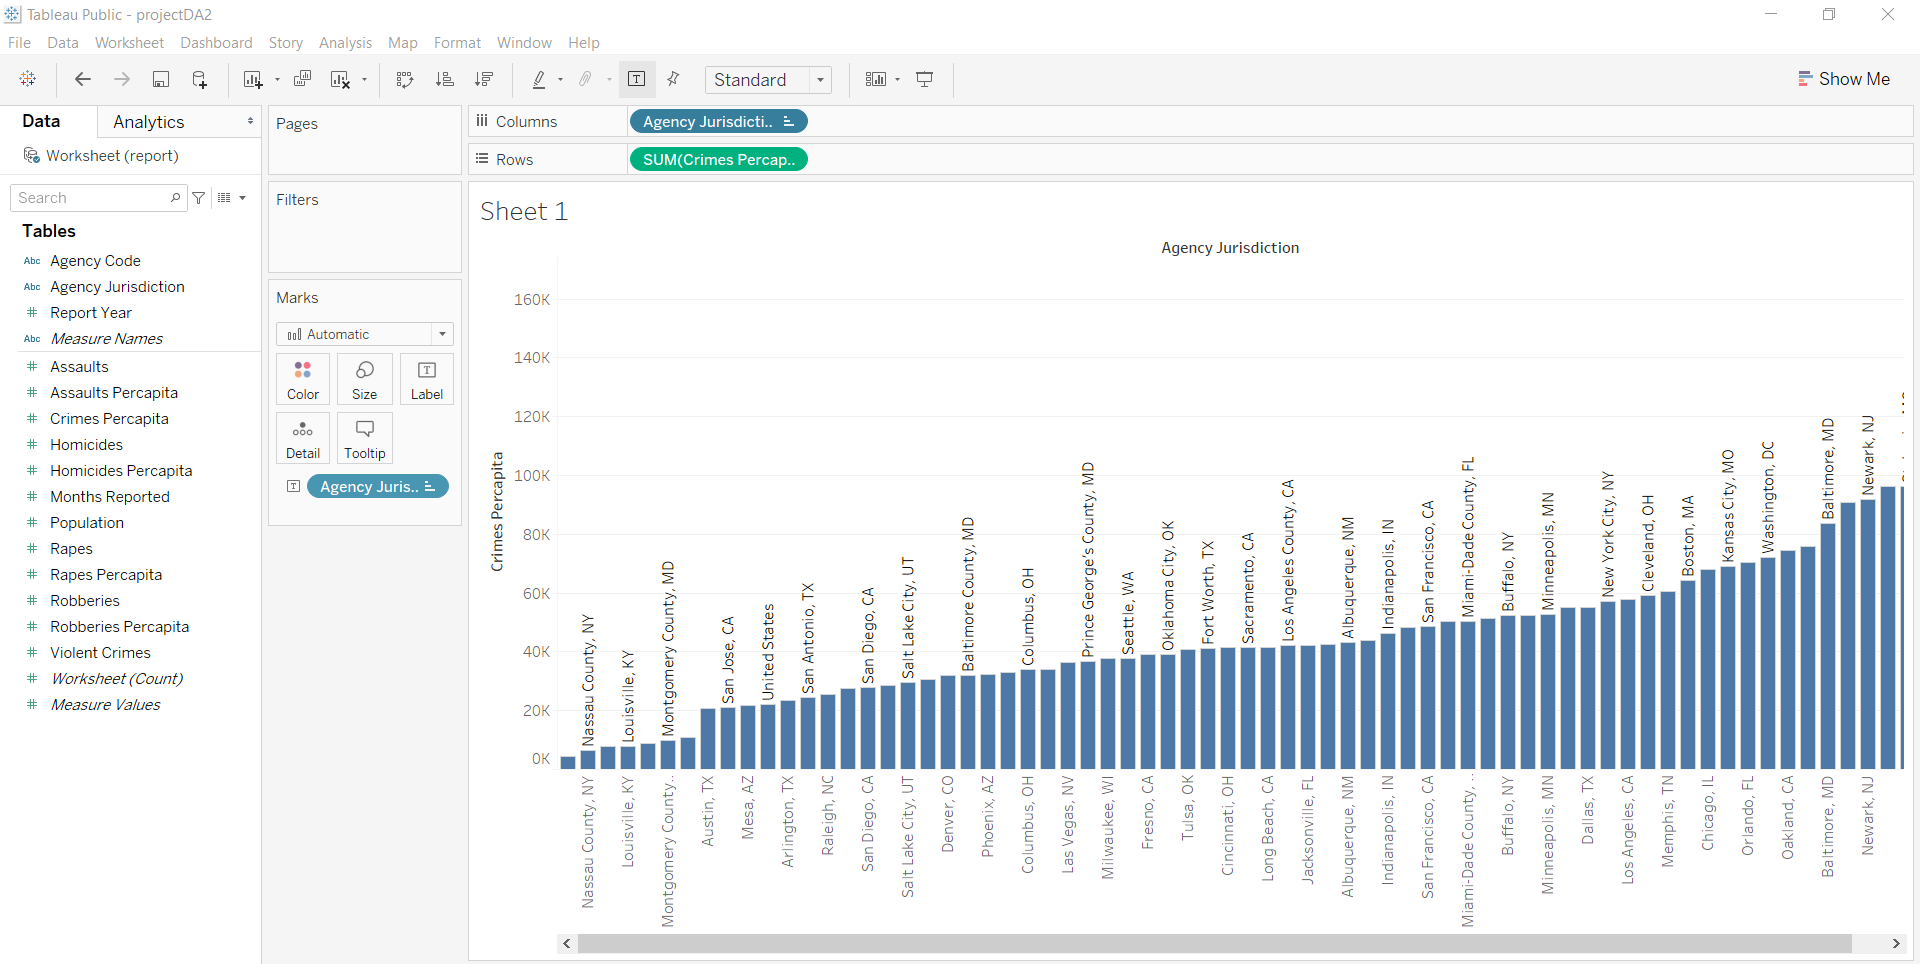 Tableau Public - projectDA2
File Data Worksheet Dashboard Story Analysis Map Format Window Help
Standard
Show Me
Data
Analytics
Worksheet (report)
Search
Tables
Abc Agency Code
Abc Agency Jurisdiction
# Report Year
Abc Measure Names
# Assaults
# Assaults Percapita
# Crimes Percapita
# Homicides
# Homicides Percapita
# Months Reported
# Population
# Rapes
# Rapes Percapita
# Robberies
# Robberies Percapita
# Violent Crimes
# Worksheet (Count)
# Measure Values
Pages
Filters
Marks
Automatic
Color
Size
T
Label
Detail
Tooltip
T Agency Juris..
Columns
Agency Jurisdicti..
Rows
SUM(Crimes Percap..
Sheet 1
Agency Jurisdiction
Crimes Percapita
160K
140K
120K
100K
80K
60K
40K
20K
0K
Nassau County, NY
Louisville, KY
Montgomery County, MD
San Jose, CA
United States
San Antonio, TX
San Diego, CA
Salt Lake City, UT
Baltimore County, MD
Columbus, OH
Prince George's County, MD
Seattle, WA
Oklahoma City, OK
Fort Worth, TX
Sacramento, CA
Los Angeles County, CA
Albuquerque, NM
Indianapolis, IN
San Francisco, CA
Miami-Dade County, FL
Buffalo, NY
Minneapolis, MN
New York City, NY
Cleveland, OH
Boston, MA
Kansas City, MO
Washington, DC
Baltimore, MD
Newark, NJ
Nassau County, NY
Louisville, KY
Montgomery County, ..
Austin, TX
Mesa, AZ
Arlington, TX
Raleigh, NC
San Diego, CA
Salt Lake City, UT
Denver, CO
Phoenix, AZ
Columbus, OH
Las Vegas, NV
Milwaukee, WI
Fresno, CA
Tulsa, OK
Cincinnati, OH
Long Beach, CA
Jacksonville, FL
Albuquerque, NM
Indianapolis, IN
San Francisco, CA
Miami-Dade County, ..
Buffalo, NY
Minneapolis, MN
Dallas, TX
Los Angeles, CA
Memphis, TN
Chicago, IL
Orlando, FL
Oakland, CA
Baltimore, MD
Newark, NJ